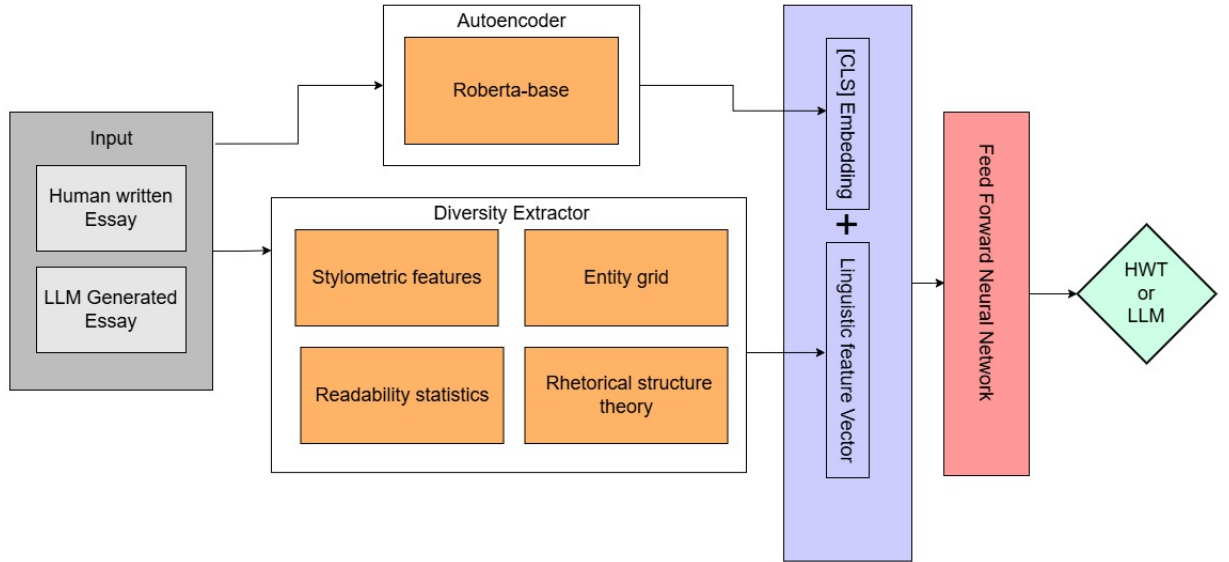 Input
Human written
Essay
LLM Generated
Essay
Autoencoder
Roberta-base
Diversity Extractor
Stylometric features
Entity grid
Readability statistics
Rhetorical structure
theory
[CLS] Embedding
+
Linguistic feature Vector
Feed Forward Neural Network
HWT
or
LLM